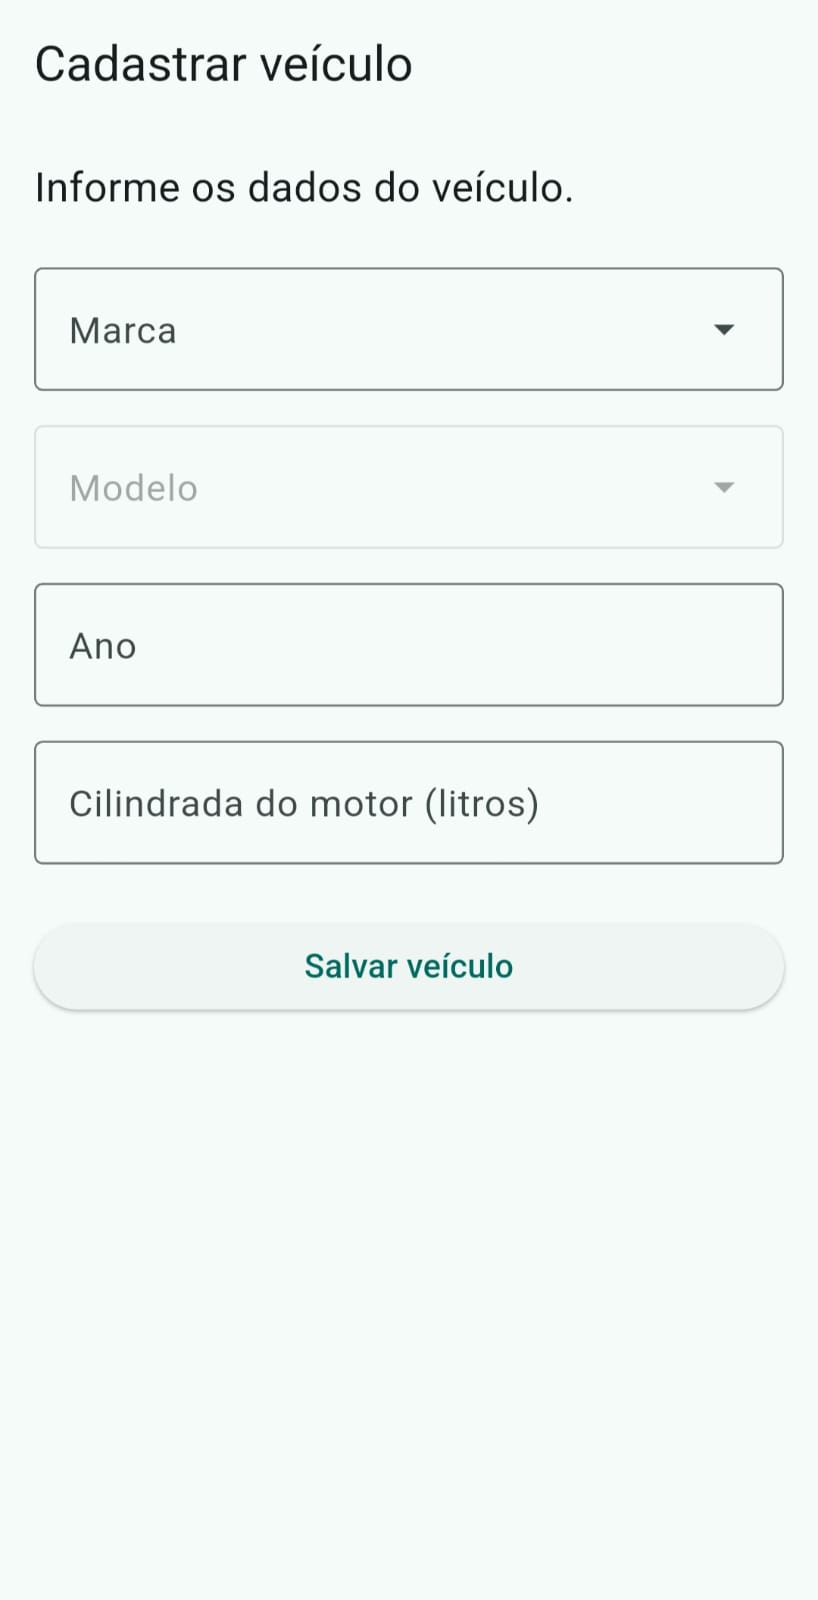 Cadastrar veículo
Informe os dados do veículo.
Marca
Modelo
Ano
Cilindrada do motor (litros)
Salvar veículo